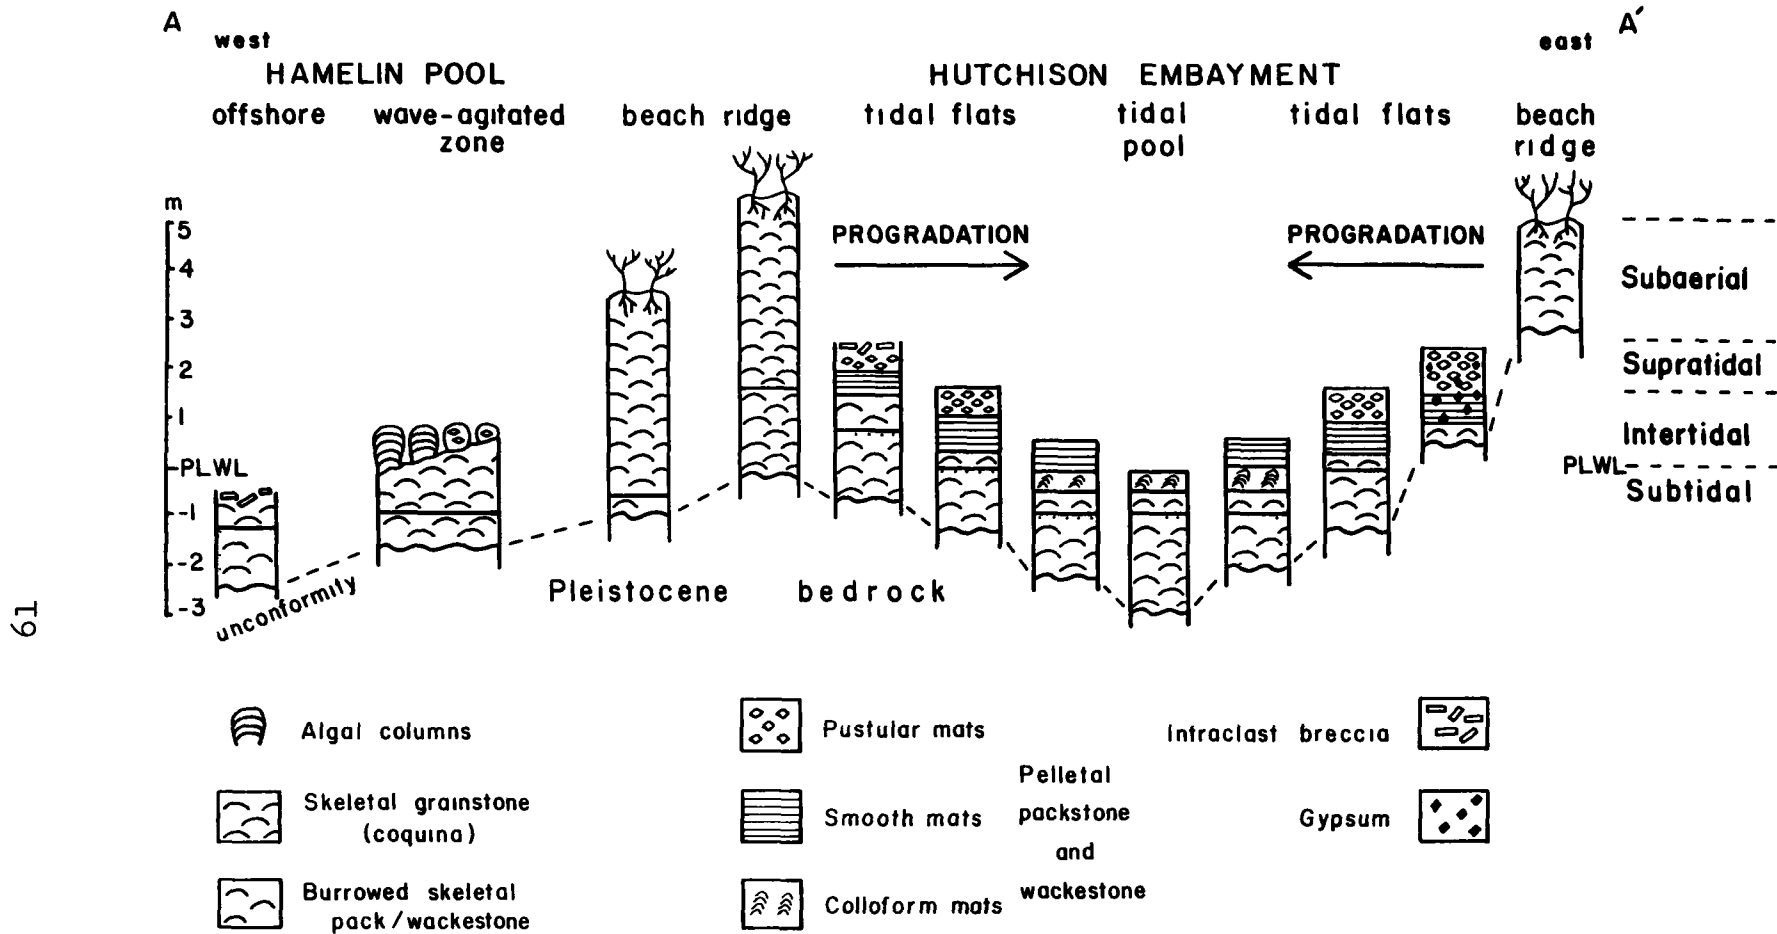 A
A′
west
east
HAMELIN POOL
HUTCHISON EMBAYMENT
offshore
wave-agitated
zone
beach ridge
tidal flats
tidal
pool
tidal flats
beach
ridge
m
5
4
3
2
1
PLWL
-1
-2
-3
PROGRADATION
PROGRADATION
Subaerial
Supratidal
Intertidal
PLWL
Subtidal
unconformity
Pleistocene bedrock
61
Algal columns
Skeletal grainstone
(coquina)
Burrowed skeletal
pack/wackestone
Pustular mats
Smooth mats
Colloform mats
Pelletal
packstone
and
wackestone
Intraclast breccia
Gypsum